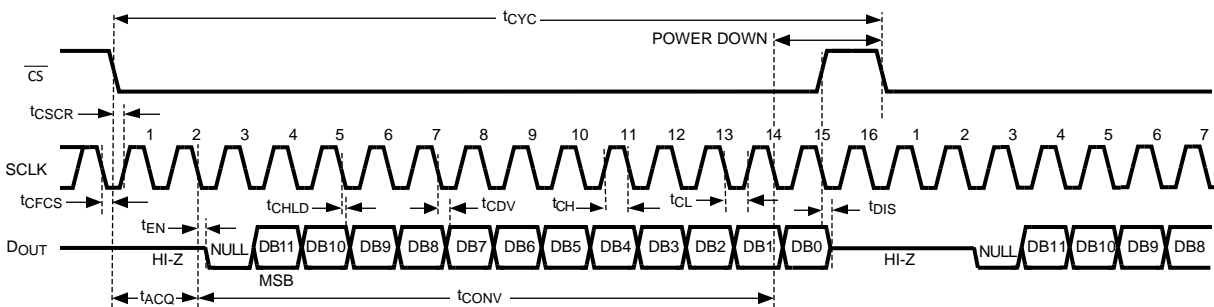 tCYC
POWER DOWN
CS
tCSCR
1 2 3 4 5 6 7 8 9 10 11 12 13 14 15 16 1 2 3 4 5 6 7
SCLK
tCFCS tCHLD tCDV tCH tCL tDIS
tEN
DOUT NULL DB11 DB10 DB9 DB8 DB7 DB6 DB5 DB4 DB3 DB2 DB1 DB0 NULL DB11 DB10 DB9 DB8
HI-Z HI-Z
MSB
tACQ tCONV